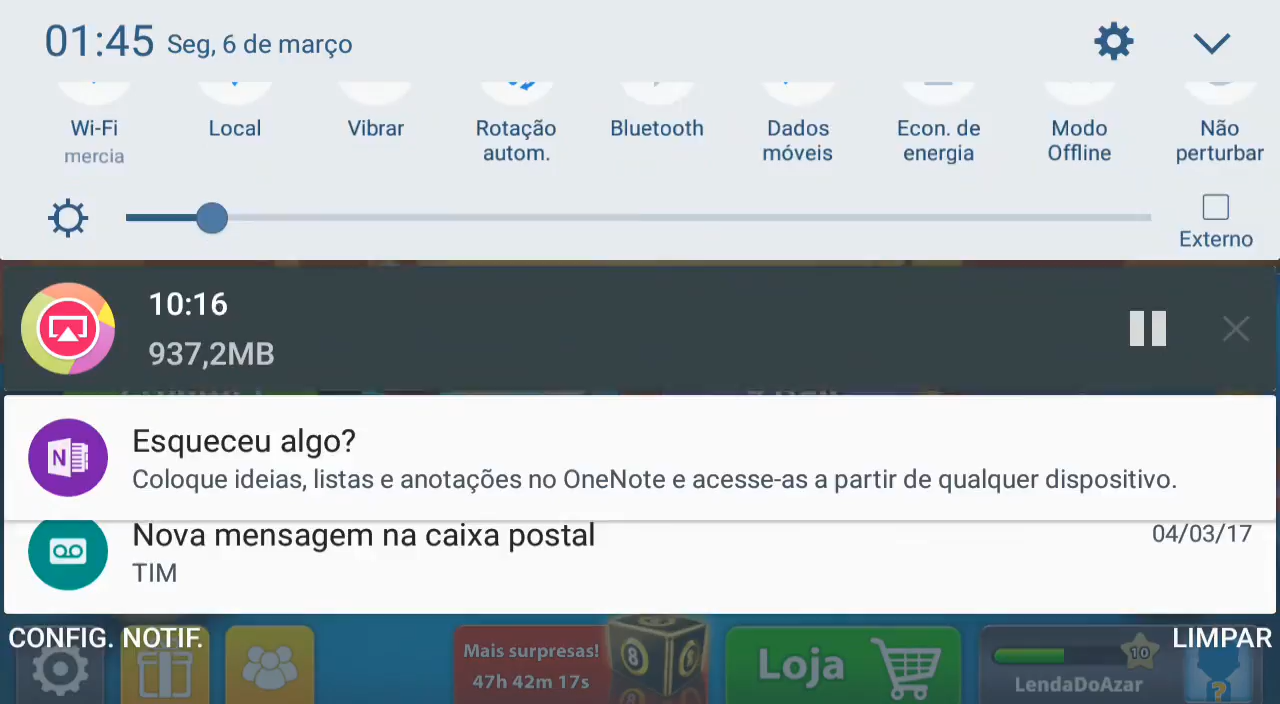 01:45 Seg, 6 de março
Wi-Fi
mercia
Local
Vibrar
Rotação
autom.
Bluetooth
Dados
móveis
Econ. de
energia
Modo
Offline
Não
perturbar
Externo
10:16
937,2MB
N
Esqueceu algo?
Coloque ideias, listas e anotações no OneNote e acesse-as a partir de qualquer dispositivo.
Nova mensagem na caixa postal
04/03/17
TIM
CONFIG. NOTIF.
LIMPAR
Mais surpresas!
47h 42m 17s
8
Loja
10
LendaDoAzar
?